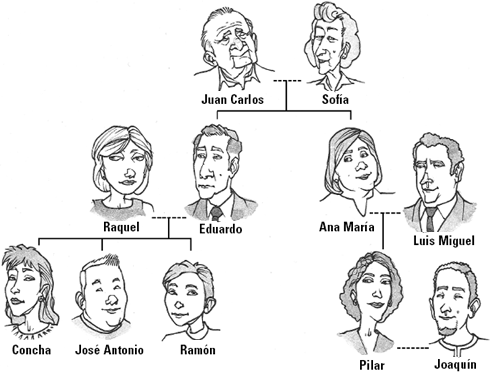 Juan Carlos
Sofía
Raquel
Eduardo
Ana María
Luis Miguel
Concha
José Antonio
Ramón
Pilar
Joaquín